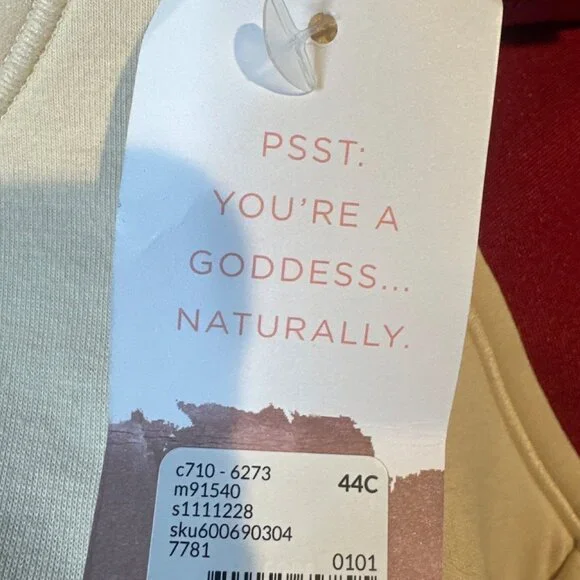 PSST:
YOU'RE A
GODDESS...
NATURALLY.
c710 - 6273
44C
m91540
s1111228
sku600690304
7781
0101